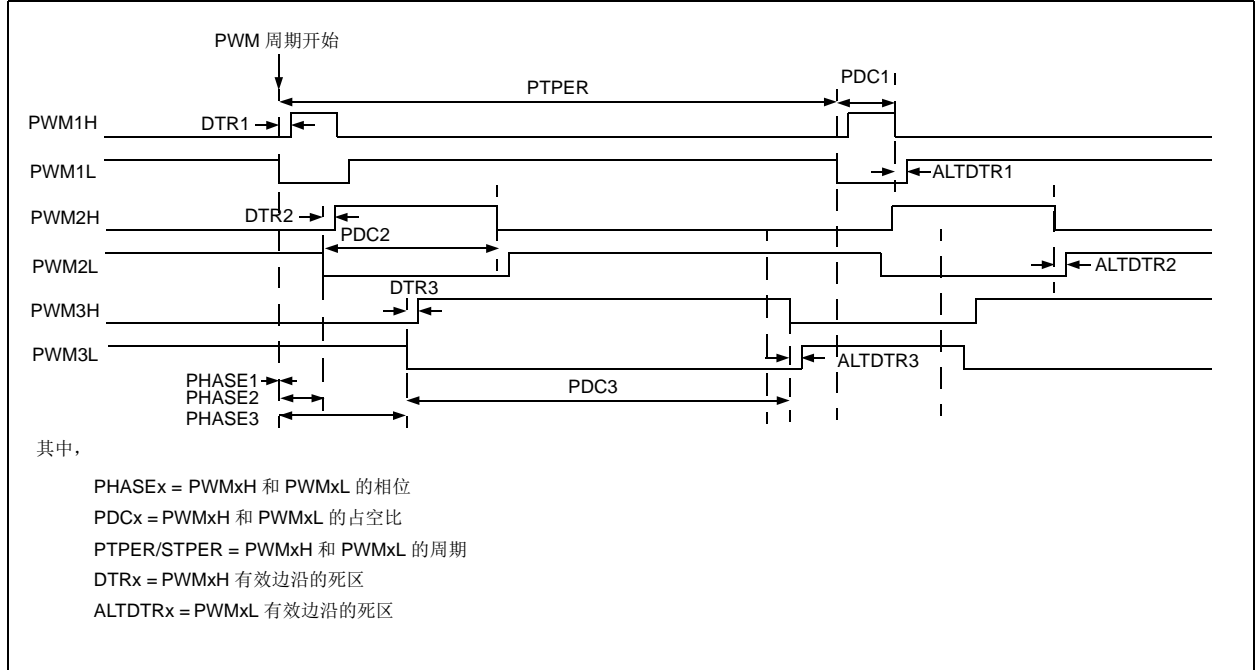 PWM 周期开始
PTPER
PDC1
PWM1H
DTR1
PWM1L
ALTDTR1
PWM2H
DTR2
PDC2
PWM2L
ALTDTR2
DTR3
PWM3H
PWM3L
ALTDTR3
PHASE1
PDC3
PHASE2
PHASE3
其中，
PHASEx = PWMxH 和 PWMxL 的相位
PDCx = PWMxH 和 PWMxL 的占空比
PTPER/STPER = PWMxH 和 PWMxL 的周期
DTRx = PWMxH 有效边沿的死区
ALTDTRx = PWMxL 有效边沿的死区